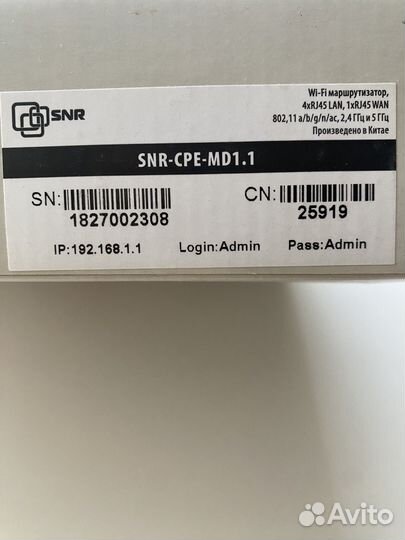 SNR
Wi-Fi маршрутизатор,
4xRJ45 LAN, 1xRJ45 WAN
802,11 a/b/g/n/ac, 2,4 ГГц и 5 ГГц
Произведено в Китае
SNR-CPE-MD1.1
SN:
1827002308
CN:
25919
IP:192.168.1.1 Login:Admin Pass:Admin
Avito